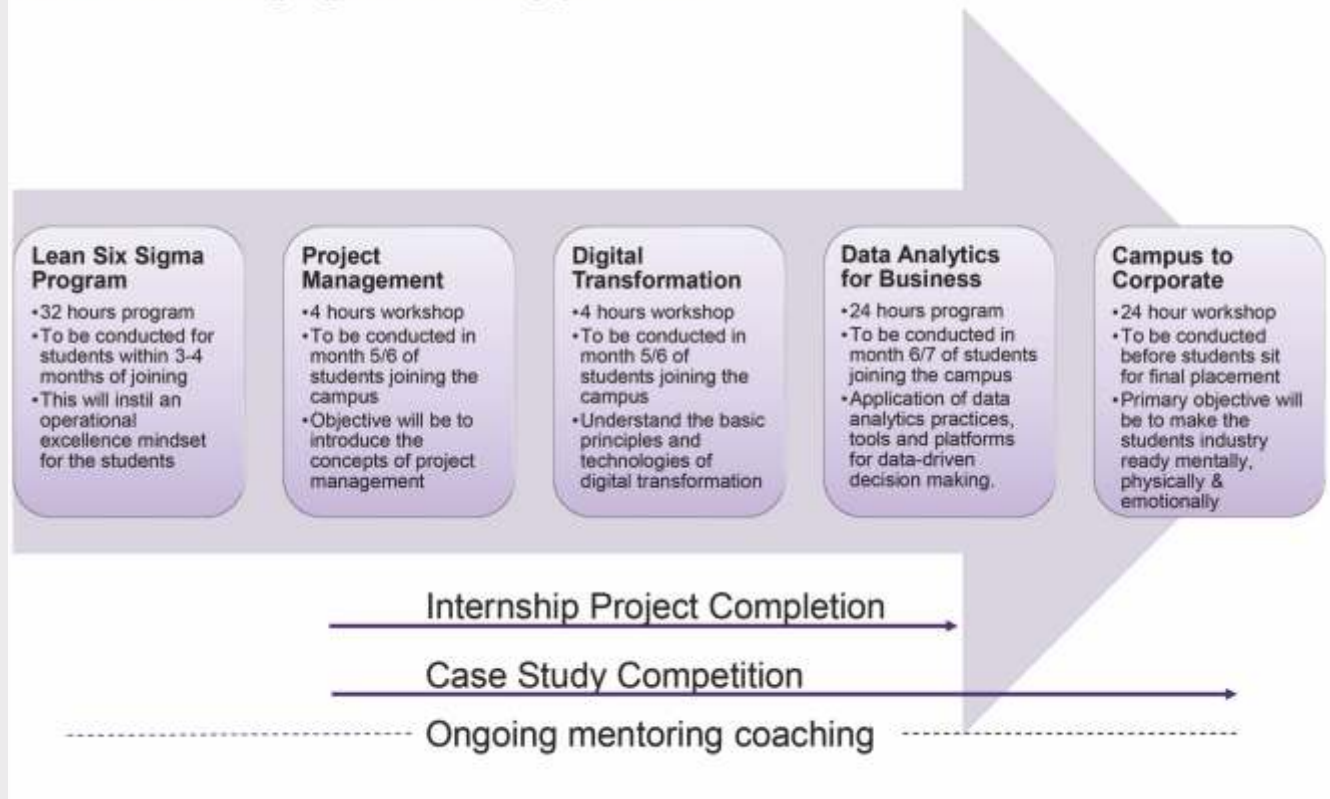 Lean Six Sigma
Program
•32 hours program
•To be conducted for
students within 3-4
months of joining
•This will instil an
operational
excellence mindset
for the students
Project
Management
•4 hours workshop
•To be conducted in
month 5/6 of
students joining the
campus
•Objective will be to
introduce the
concepts of project
management
Digital
Transformation
•4 hours workshop
•To be conducted in
month 5/6 of
students joining the
campus
•Understand the basic
principles and
technologies of
digital transformation
Data Analytics
for Business
•24 hours program
•To be conducted in
month 6/7 of students
joining the campus
•Application of data
analytics practices,
tools and platforms
for data-driven
decision making.
Campus to
Corporate
•24 hour workshop
•To be conducted
before students sit
for final placement
•Primary objective will
be to make the
students industry
ready mentally,
physically &
emotionally
Internship Project Completion
Case Study Competition
Ongoing mentoring coaching